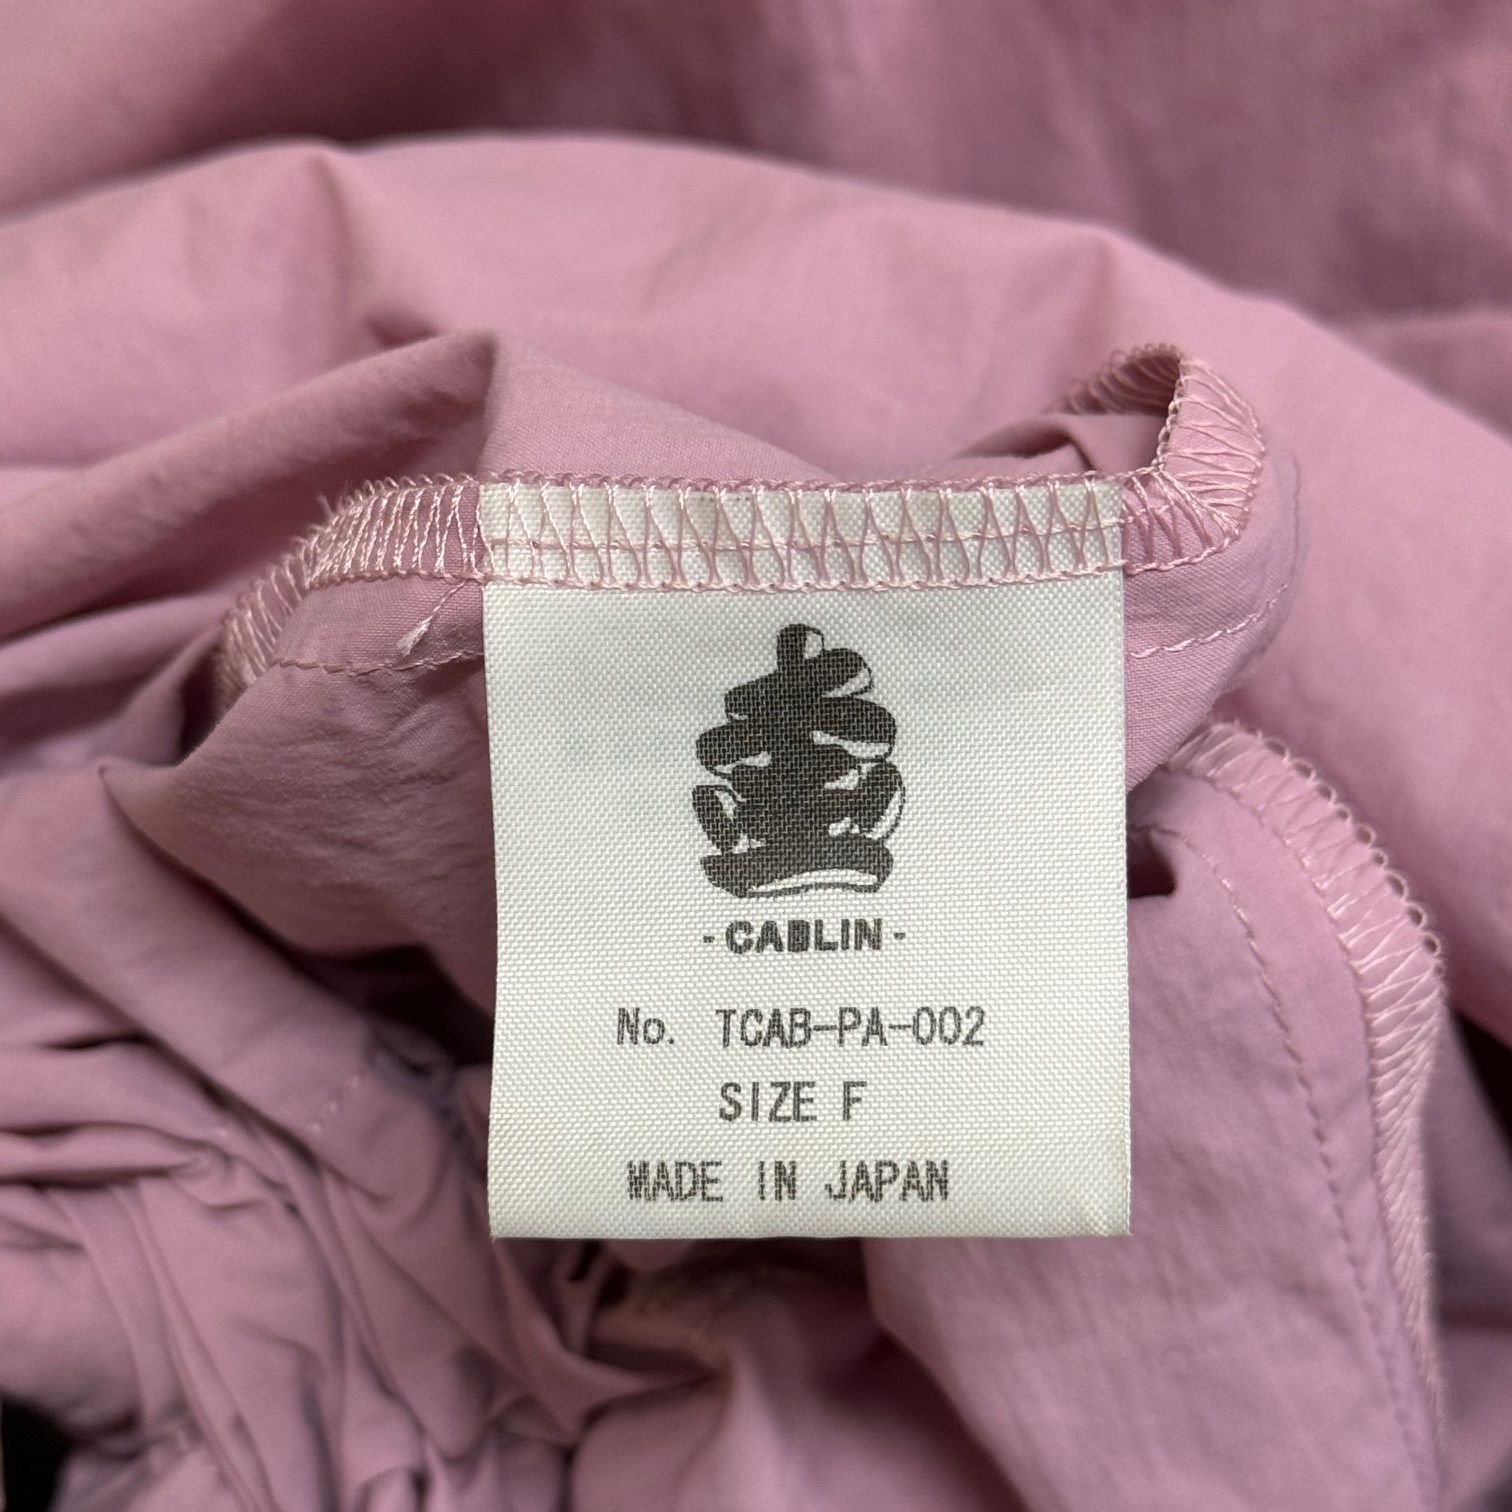 -CABLIN-
No. TCAB-PA-002
SIZE F
MADE IN JAPAN